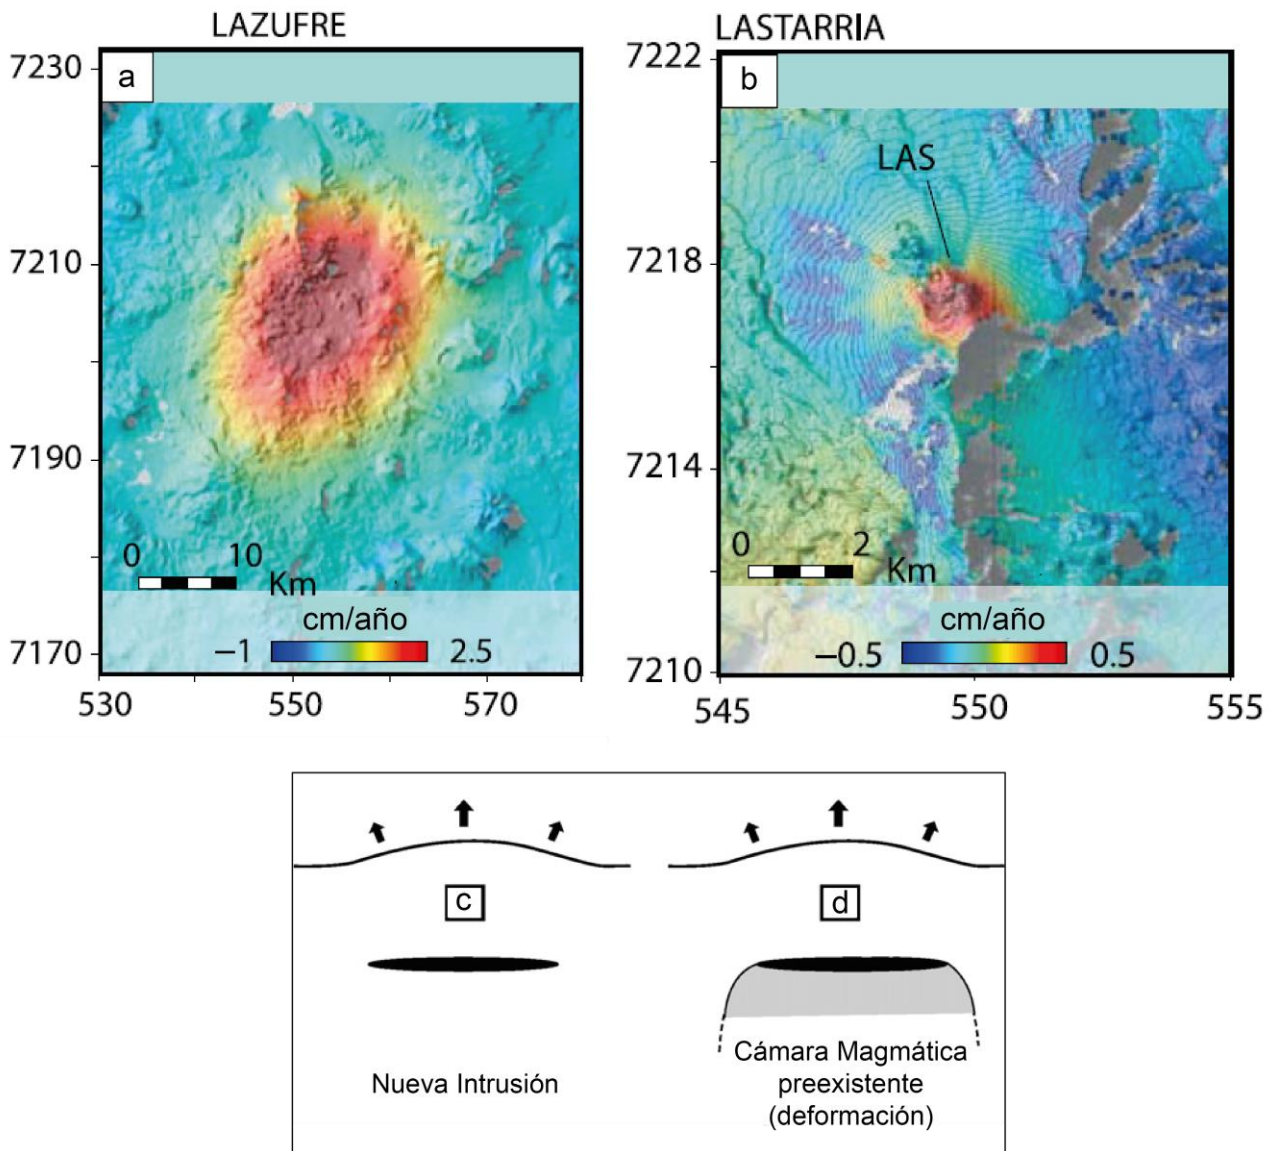 LAZUFRE
a
7230
7210
7190
7170
0 10
Km
cm/año
−1 2.5
530 550 570
LASTARRIA
b
7222
LAS
7218
7214
7210
0 2
Km
cm/año
−0.5 0.5
545 550 555
c
Nueva Intrusión
d
Cámara Magmática
preexistente
(deformación)